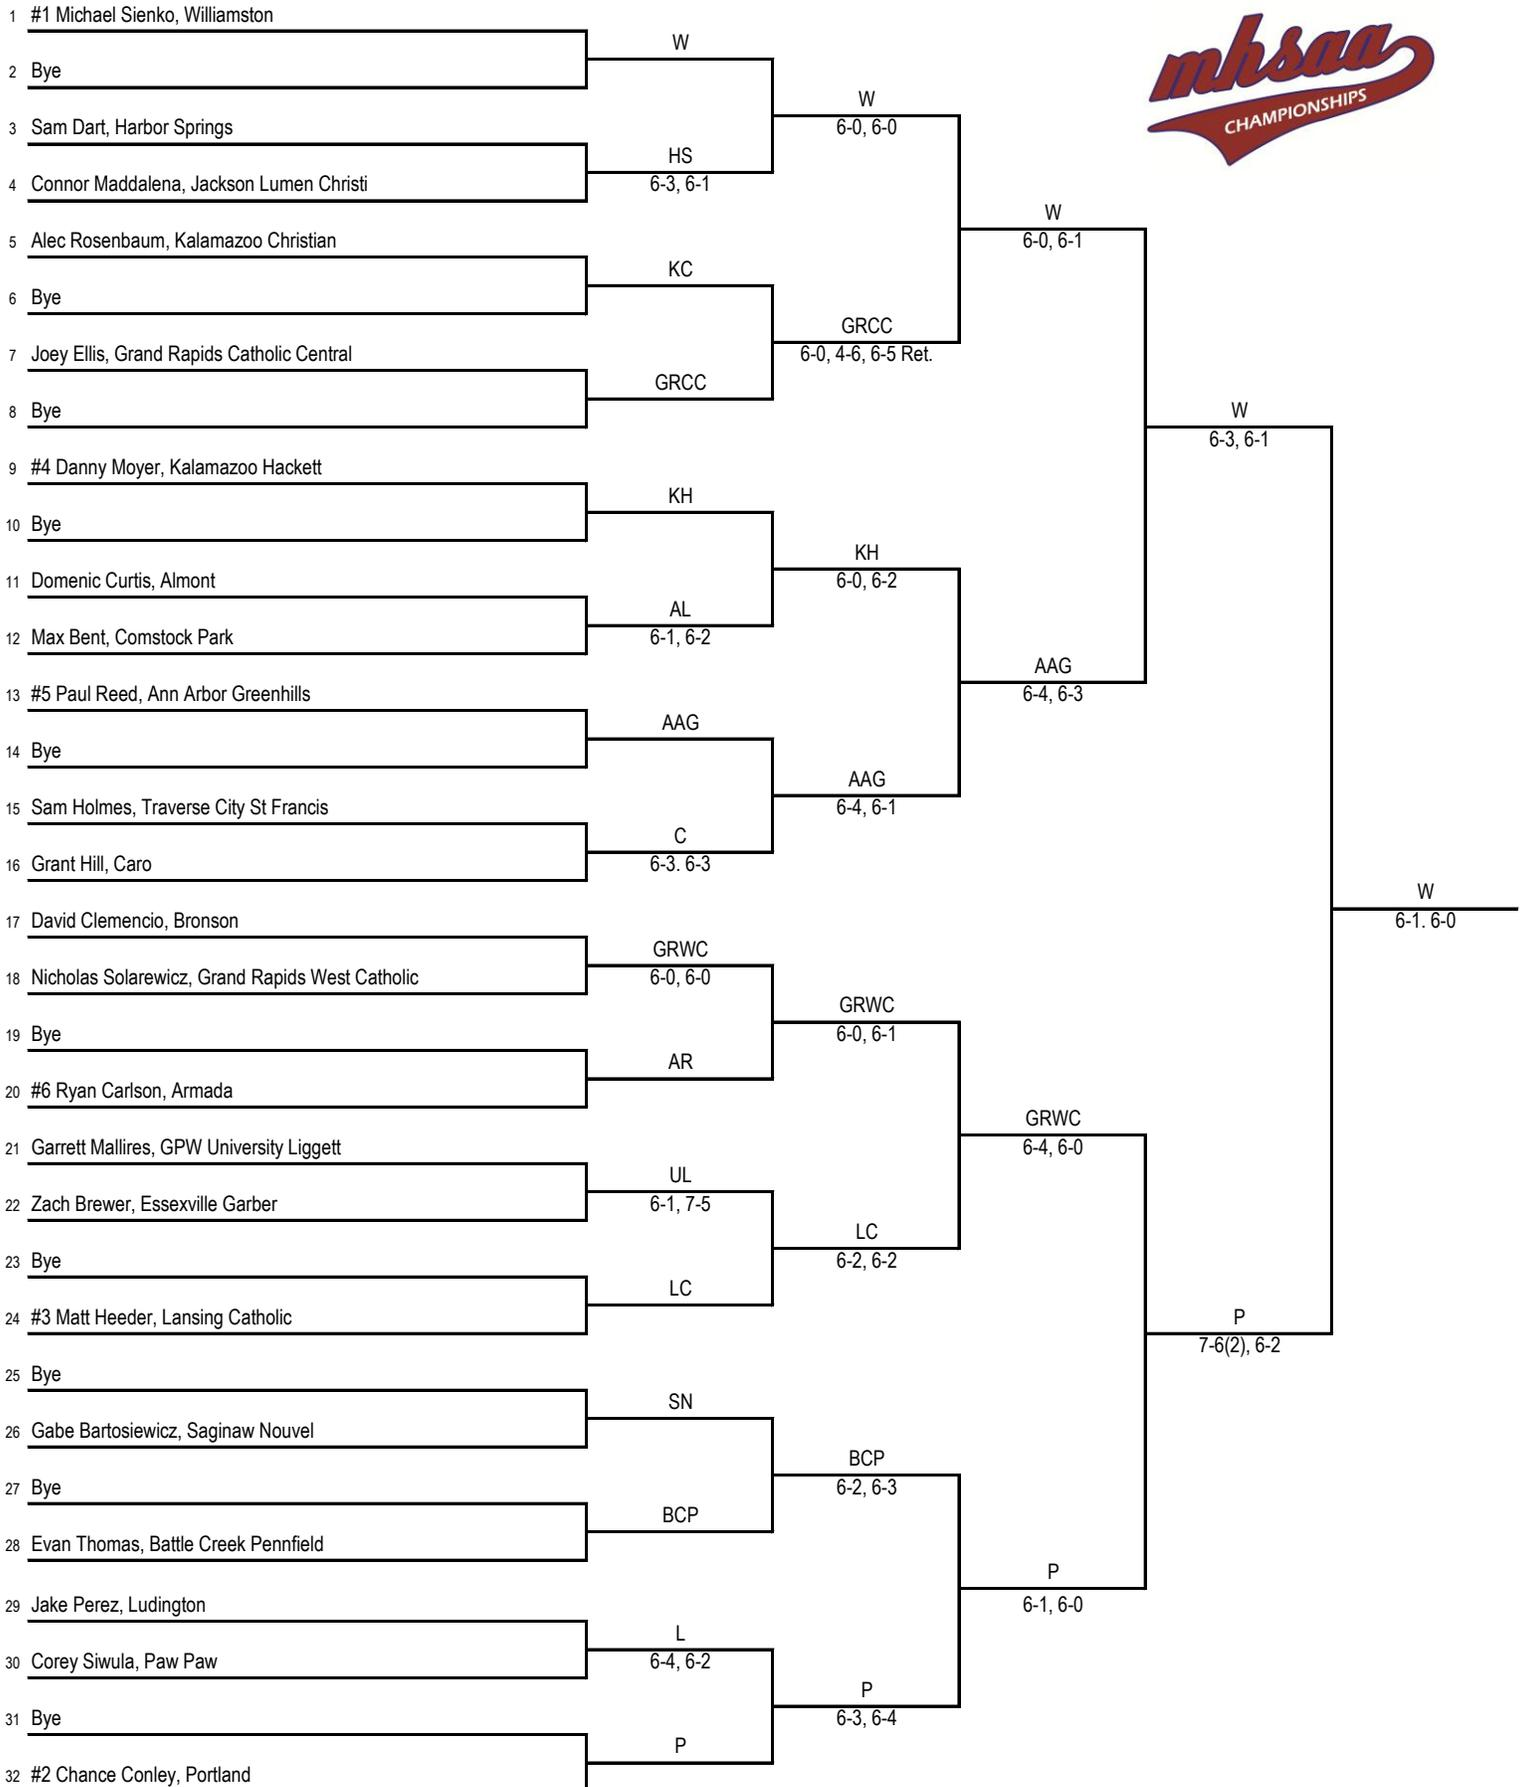 1 #1 Michael Sienko, Williamston
W
2 Bye
W
6-0, 6-0
3 Sam Dart, Harbor Springs
HS
6-3, 6-1
4 Connor Maddalena, Jackson Lumen Christi
W
6-0, 6-1
5 Alec Rosenbaum, Kalamazoo Christian
KC
6 Bye
GRCC
6-0, 4-6, 6-5 Ret.
7 Joey Ellis, Grand Rapids Catholic Central
GRCC
8 Bye
W
6-3, 6-1
9 #4 Danny Moyer, Kalamazoo Hackett
KH
10 Bye
KH
6-0, 6-2
11 Domenic Curtis, Almont
AL
6-1, 6-2
12 Max Bent, Comstock Park
AAG
6-4, 6-3
13 #5 Paul Reed, Ann Arbor Greenhills
AAG
14 Bye
AAG
6-4, 6-1
15 Sam Holmes, Traverse City St Francis
C
6-3. 6-3
16 Grant Hill, Caro
W
6-1. 6-0
17 David Clemencio, Bronson
GRWC
6-0, 6-0
18 Nicholas Solarewicz, Grand Rapids West Catholic
GRWC
6-0, 6-1
19 Bye
AR
20 #6 Ryan Carlson, Armada
GRWC
6-4, 6-0
21 Garrett Mallires, GPW University Liggett
UL
6-1, 7-5
22 Zach Brewer, Essexville Garber
LC
6-2, 6-2
23 Bye
LC
24 #3 Matt Heeder, Lansing Catholic
P
7-6(2), 6-2
25 Bye
SN
26 Gabe Bartosiewicz, Saginaw Nouvel
BCP
6-2, 6-3
27 Bye
BCP
28 Evan Thomas, Battle Creek Pennfield
P
6-1, 6-0
29 Jake Perez, Ludington
L
6-4, 6-2
30 Corey Siwula, Paw Paw
P
6-3, 6-4
31 Bye
P
32 #2 Chance Conley, Portland
mhsaa
CHAMPIONSHIPS